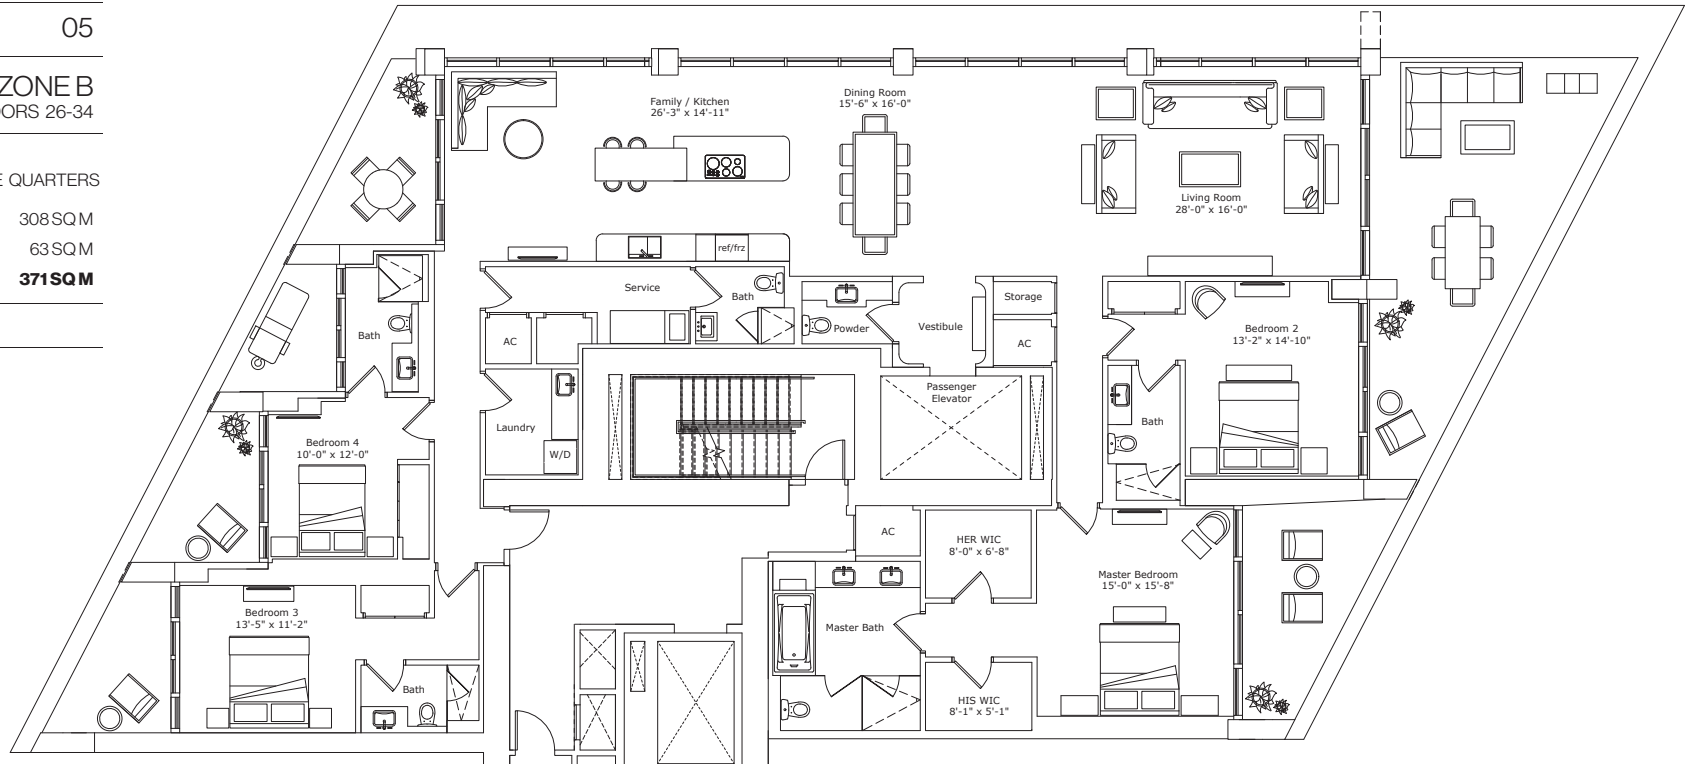 05
ZONE B
ORS 26-34
QUARTERS
308 SQ M
63 SQ M
371 SQ M
Family / Kitchen
26'-3" x 14'-11"
Dining Room
15'-6" x 16'-0"
Living Room
28'-0" x 16'-0"
ref/frz
Service
Bath
Powder
Vestibule
Storage
AC
AC
Bath
Bedroom 2
13'-2" x 14'-10"
Passenger
Elevator
Laundry
W/D
Bath
Bedroom 4
10'-0" x 12'-0"
AC
HER WIC
8'-0" x 6'-8"
Master Bedroom
15'-0" x 15'-8"
Bedroom 3
13'-5" x 11'-2"
Master Bath
Bath
HIS WIC
8'-1" x 5'-1"